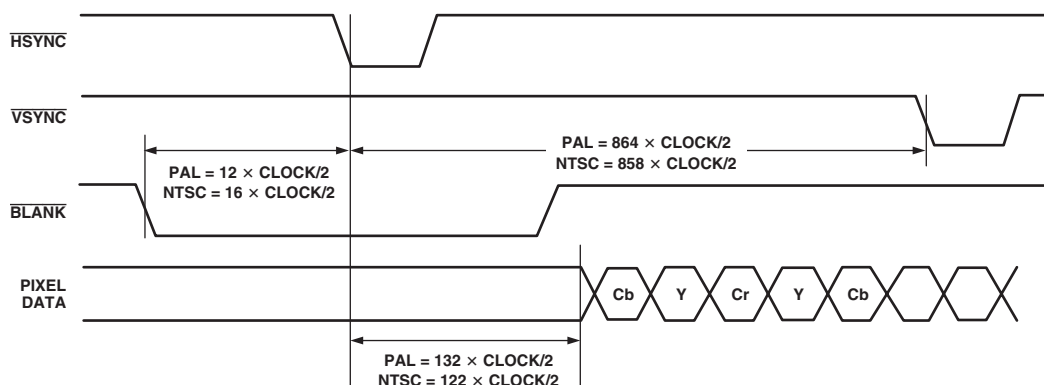 HSYNC
VSYNC
PAL = 864 × CLOCK/2
NTSC = 858 × CLOCK/2
PAL = 12 × CLOCK/2
NTSC = 16 × CLOCK/2
BLANK
PIXEL
DATA
Cb Y Cr Y Cb
PAL = 132 × CLOCK/2
NTSC = 122 × CLOCK/2